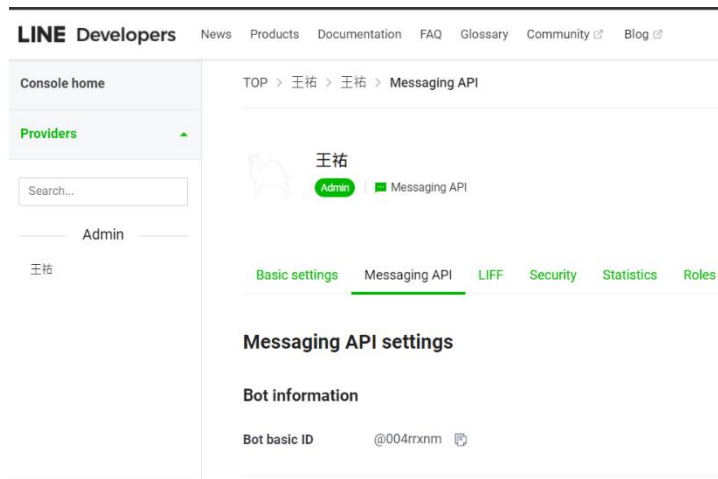 LINE Developers News Products Documentation FAQ Glossary Community Blog
Console home
TOP > 王祐 > 王祐 > Messaging API
Providers
王祐
Admin Messaging API
Search...
Admin
王祐
Basic settings Messaging API LIFF Security Statistics Roles
Messaging API settings
Bot information
Bot basic ID @004rrxnm